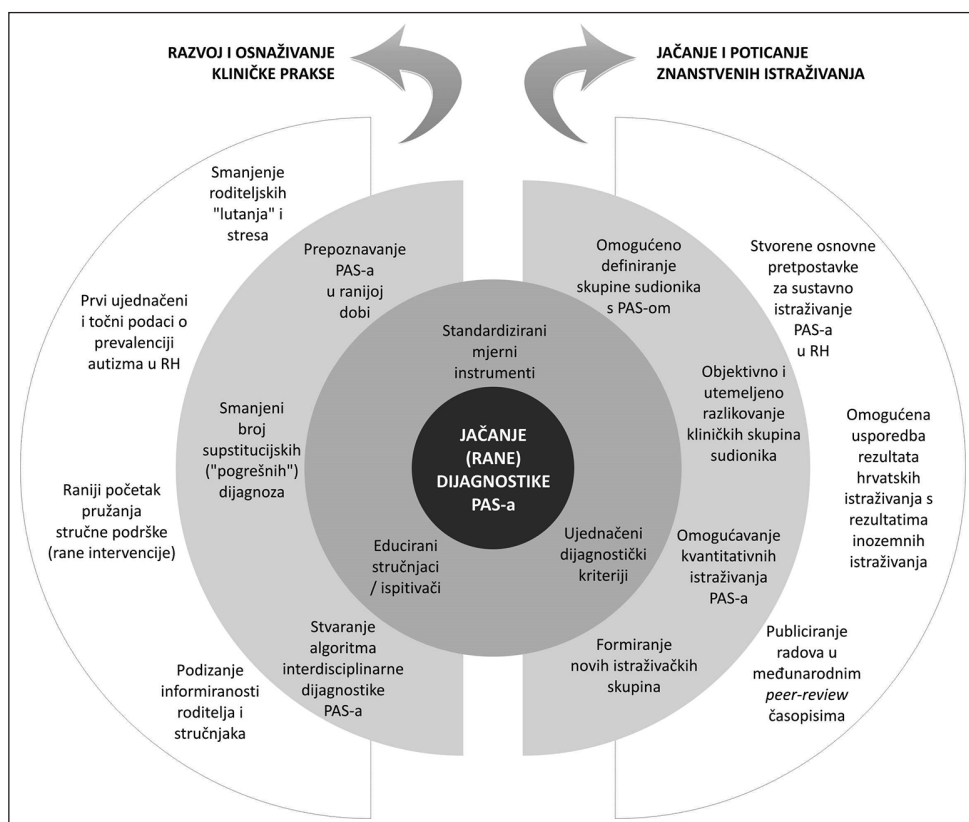 RAZVOJ I OSNAŽIVANJE
KLINIČKE PRAKSE
JAČANJE I POTICANJE
ZNANSTVENIH ISTRAŽIVANJA
Smanjenje
roditeljskih
"lutanja" i
stresa
Prvi ujednačeni
i točni podaci o
prevalenciji
autizma u RH
Raniji početak
pružanja
stručne podrške
(rane intervencije)
Podizanje
informiranosti
roditelja i
stručnjaka
Prepoznavanje
PAS-a
u ranijoj
dobi
Smanjeni
broj
supstitucijskih
("pogrešnih")
dijagnoza
Stvaranje
algoritma
interdisciplinarne
dijagnostike
PAS-a
Standardizirani
mjerni
instrumenti
JAČANJE
(RANE)
DIJAGNOSTIKE
PAS-a
Educirani
stručnjaci
/ ispitivači
Ujednačeni
dijagnostički
kriteriji
Omogućeno
definiranje
skupine sudionika
s PAS-om
Objektivno i
utemeljeno
razlikovanje
kliničkih skupina
sudionika
Omogućavanje
kvantitativnih
istraživanja
PAS-a
Formiranje
novih istraživačkih
skupina
Stvorene osnovne
pretpostavke
za sustavno
istraživanje
PAS-a
u RH
Omogućena
usporedba
rezultata
hrvatskih
istraživanja s
rezultatima
inozemnih
istraživanja
Publiciranje
radova u
međunarodnim
peer-review
časopisima